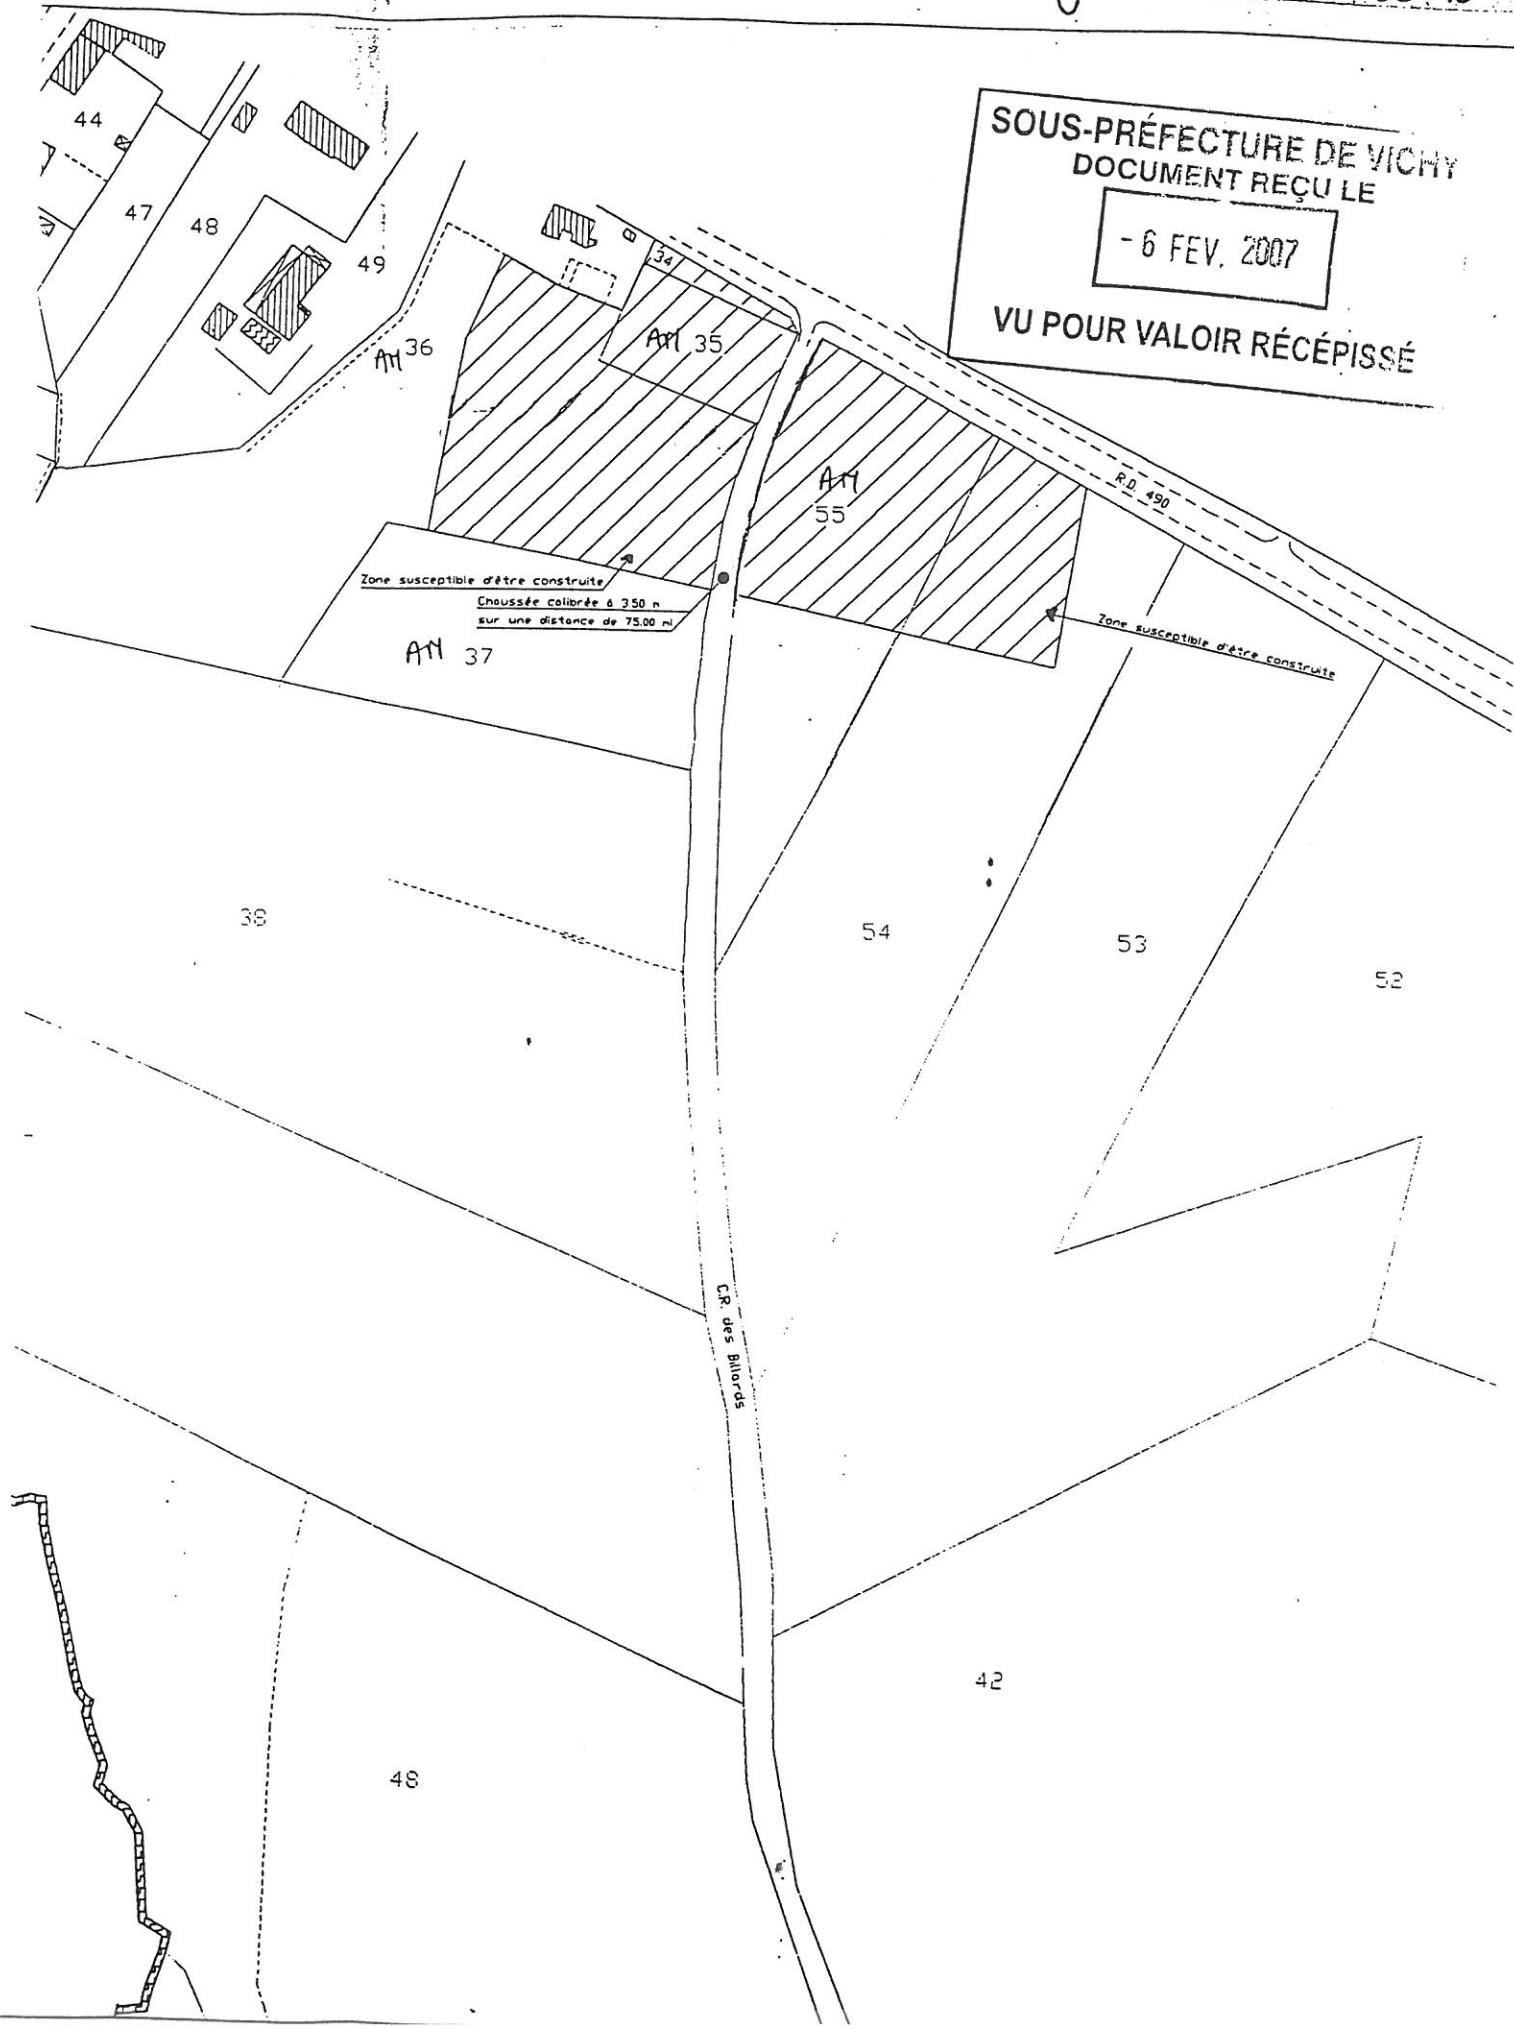 SOUS-PRÉFECTURE DE VICHY
DOCUMENT REÇU LE
- 6 FEV. 2007
VU POUR VALOIR RÉCÉPISSÉ
44
47
48
49
34
AM 35
AM 36
AM
55
R.D. 490
Zone susceptible d'être construite
Chaussée calibrée à 3.50 m
sur une distance de 75.00 ml
Zone susceptible d'être construite
AM 37
38
54
53
52
C.R. des Billards
42
48